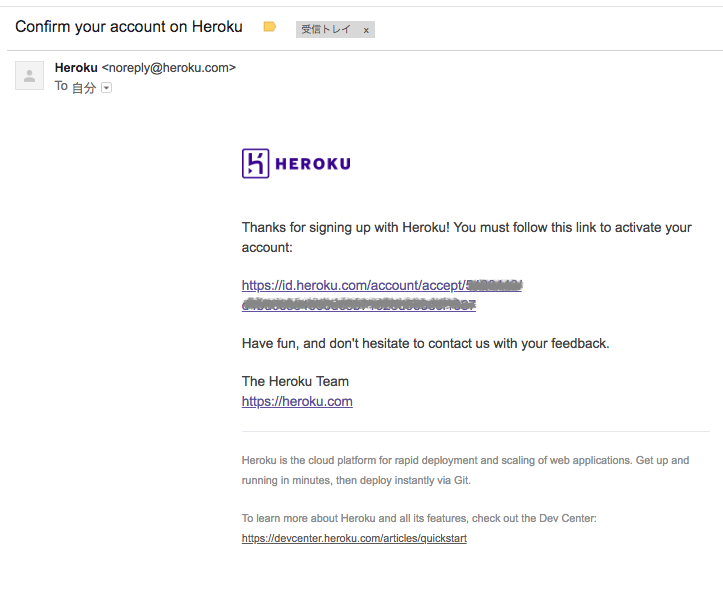 Confirm your account on Heroku
受信トレイ x
Heroku <noreply@heroku.com>
To 自分
HEROKU
Thanks for signing up with Heroku! You must follow this link to activate your
account:
https://id.heroku.com/account/accept/
Have fun, and don't hesitate to contact us with your feedback.
The Heroku Team
https://heroku.com
Heroku is the cloud platform for rapid deployment and scaling of web applications. Get up and
running in minutes, then deploy instantly via Git.
To learn more about Heroku and all its features, check out the Dev Center:
https://devcenter.heroku.com/articles/quickstart